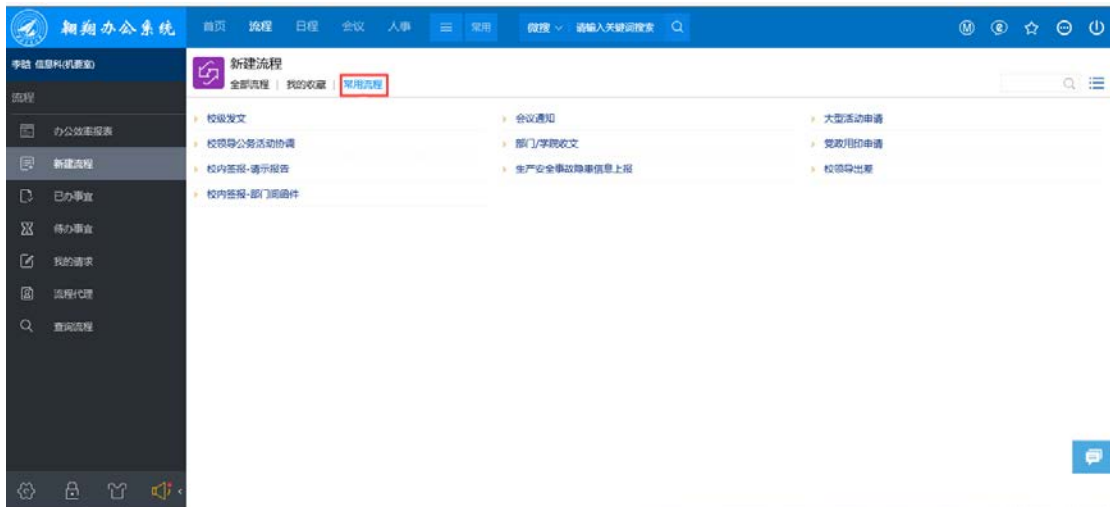 翱翔办公系统 首页 流程 日程 会议 人事 常用 微搜 请输入关键词搜索
李晗 信息科(机要室)
流程
办公效率报表
新建流程
已办事宜
待办事宜
我的请求
流程代理
查询流程
新建流程
全部流程 | 我的收藏 | 常用流程
校级发文 会议通知 大型活动申请
校领导公务活动协调 部门/学院收文 党政用印申请
校内签报-请示报告 生产安全事故隐患信息上报 校领导出差
校内签报-部门间函件